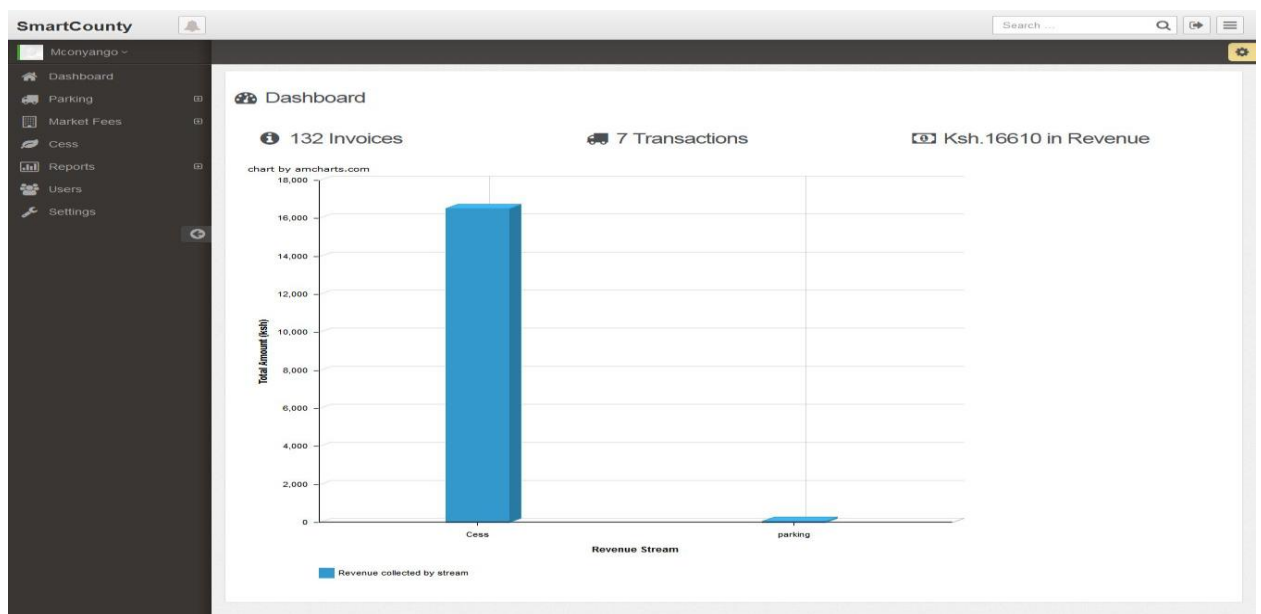 SmartCounty
Search ...
Mconyango
Dashboard
Parking
Market Fees
Cess
Reports
Users
Settings
Dashboard
132 Invoices
7 Transactions
Ksh.16610 in Revenue
chart by amcharts.com
18,000
16,000
14,000
12,000
10,000
8,000
6,000
4,000
2,000
0
Total Amount (ksh)
Cess
parking
Revenue Stream
Revenue collected by stream